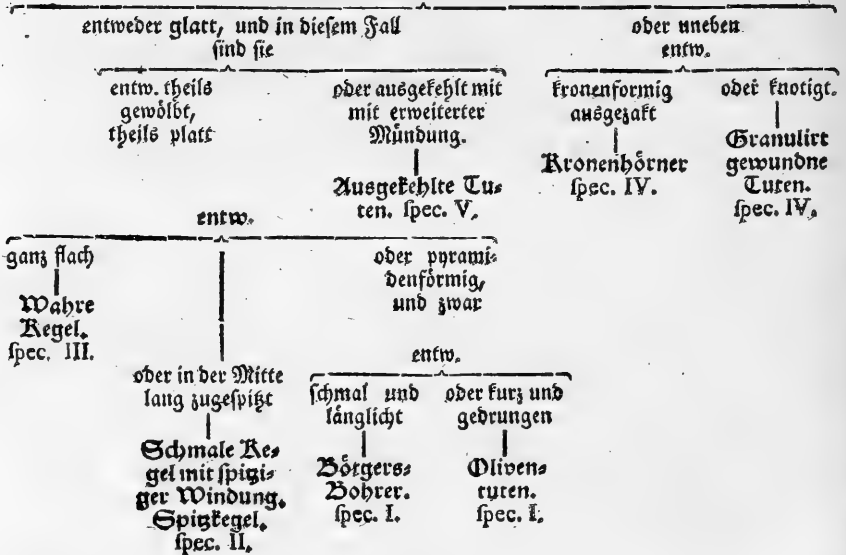 entweder glatt, und in diesem Fall
sind sie
oder uneben
entw.
entw. theils
gewölbt,
theils platt
oder ausgekehlt mit
mit erweiterter
Mündung.
Ausgekehlte Tu-
ten. spec. V.
kronenformig
ausgezakt
Kronenhörner
spec. IV.
oder knotigt.
Granulirt
gewundne
Tuten.
spec. IV.
entw.
ganz flach
Wahre
Kegel.
spec. III.
oder in der Mitte
lang zugespitzt
Schmale Ke-
gel mit spizi-
ger Windung.
Spitzkegel.
spec. II.
oder pyrami-
denförmig,
und zwar
entw.
schmal und
länglicht
Bötgers-
Bohrer.
spec. I.
oder kurz und
gedrungen
Oliven-
tuten.
spec. I.